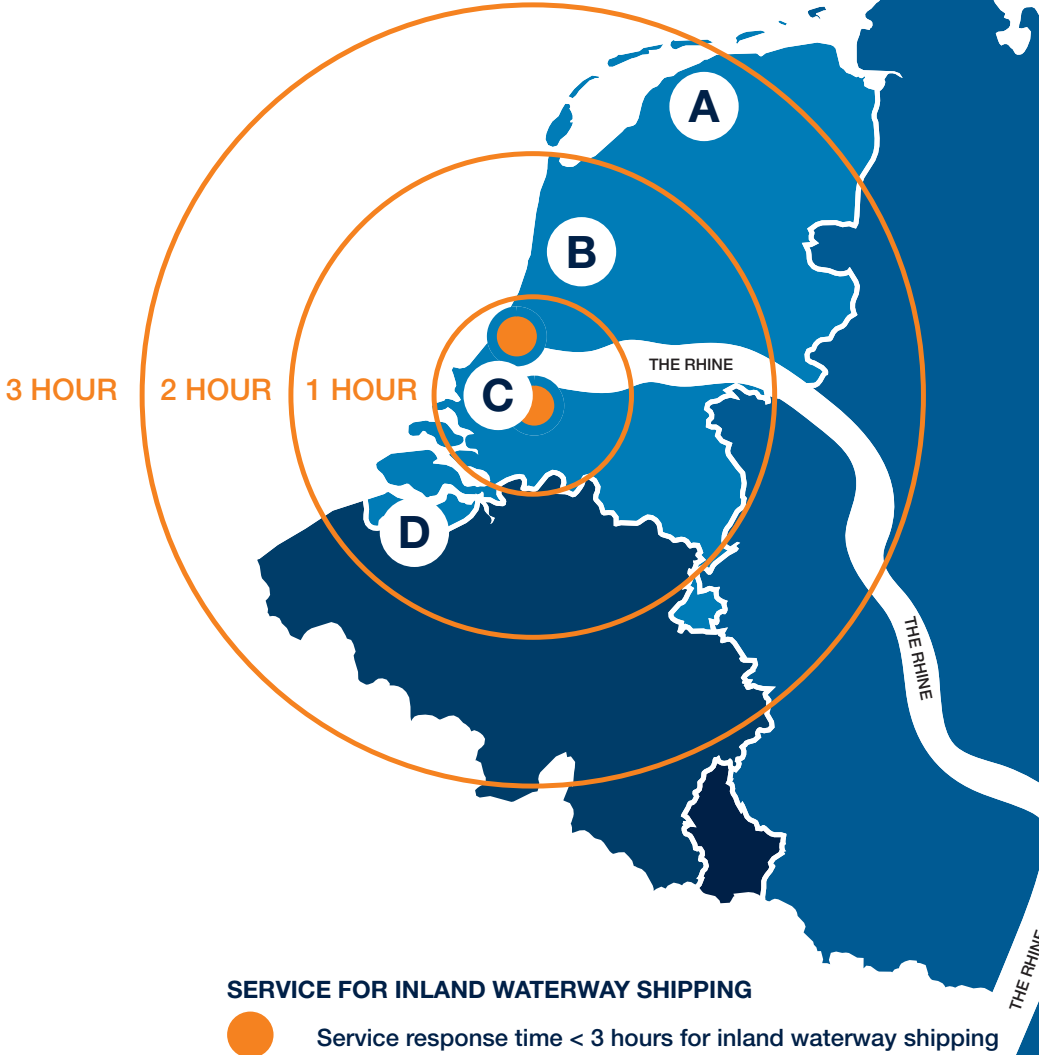 A
B
THE RHINE
3 HOUR 2 HOUR 1 HOUR
C
D
THE RHINE
THE RHINE
SERVICE FOR INLAND WATERWAY SHIPPING
Service response time < 3 hours for inland waterway shipping